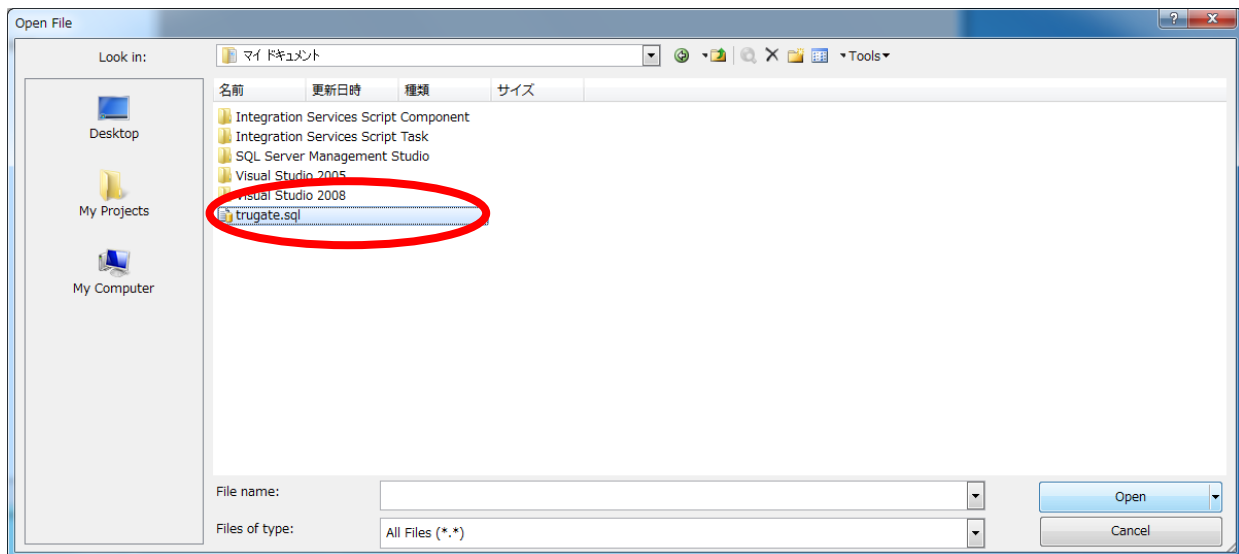 Open File
Look in:
マイ ドキュメント
Tools
Desktop
My Projects
My Computer
名前 更新日時 種類 サイズ
Integration Services Script Component
Integration Services Script Task
SQL Server Management Studio
Visual Studio 2005
Visual Studio 2008
trugate.sql
File name:
Open
Files of type:
All Files (*.*)
Cancel